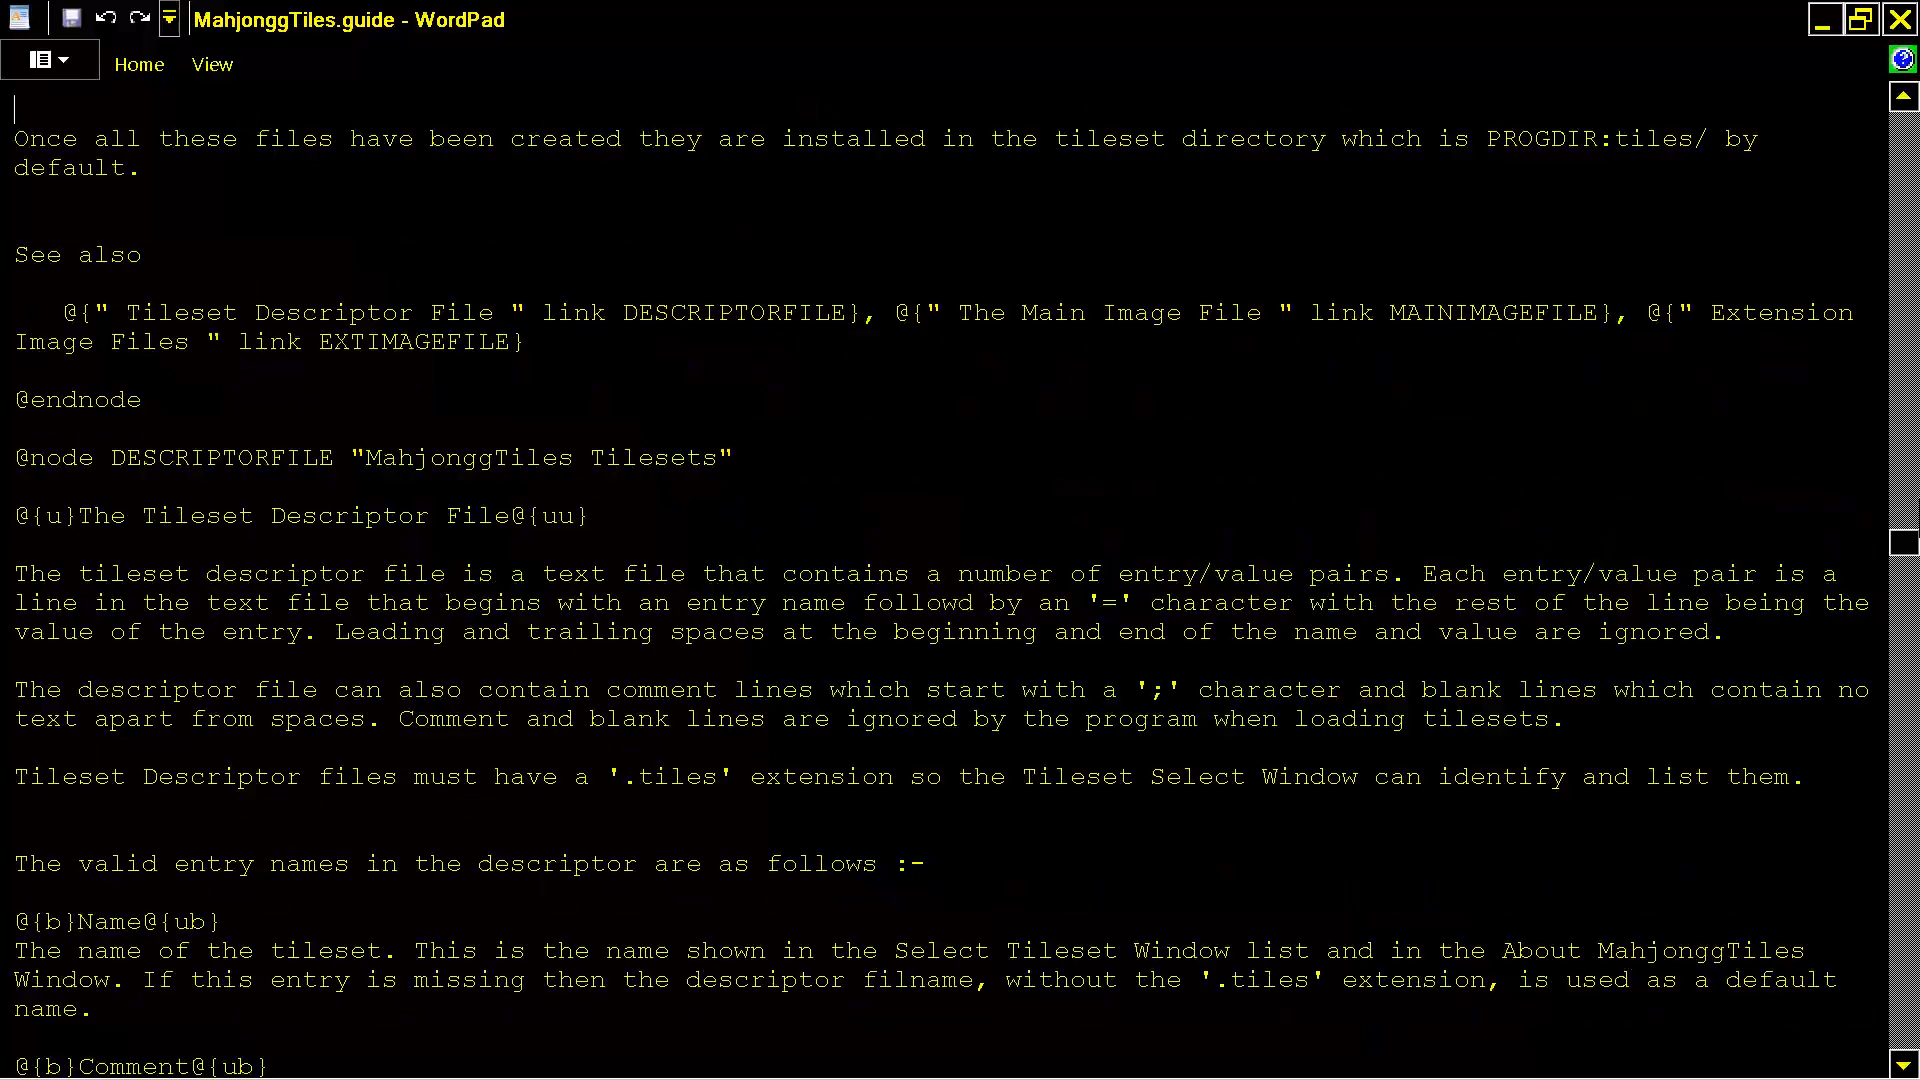 MahjonggTiles.guide - WordPad
Home View
Once all these files have been created they are installed in the tileset directory which is PROGDIR:tiles/ by
default.
See also
@{" Tileset Descriptor File " link DESCRIPTORFILE}, @{" The Main Image File " link MAINIMAGEFILE}, @{" Extension
Image Files " link EXTIMAGEFILE}
@endnode
@node DESCRIPTORFILE "MahjonggTiles Tilesets"
@{u}The Tileset Descriptor File@{uu}
The tileset descriptor file is a text file that contains a number of entry/value pairs. Each entry/value pair is a
line in the text file that begins with an entry name followd by an '=' character with the rest of the line being the
value of the entry. Leading and trailing spaces at the beginning and end of the name and value are ignored.
The descriptor file can also contain comment lines which start with a ';' character and blank lines which contain no
text apart from spaces. Comment and blank lines are ignored by the program when loading tilesets.
Tileset Descriptor files must have a '.tiles' extension so the Tileset Select Window can identify and list them.
The valid entry names in the descriptor are as follows :-
@{b}Name@{ub}
The name of the tileset. This is the name shown in the Select Tileset Window list and in the About MahjonggTiles
Window. If this entry is missing then the descriptor filname, without the '.tiles' extension, is used as a default
name.
@{b}Comment@{ub}